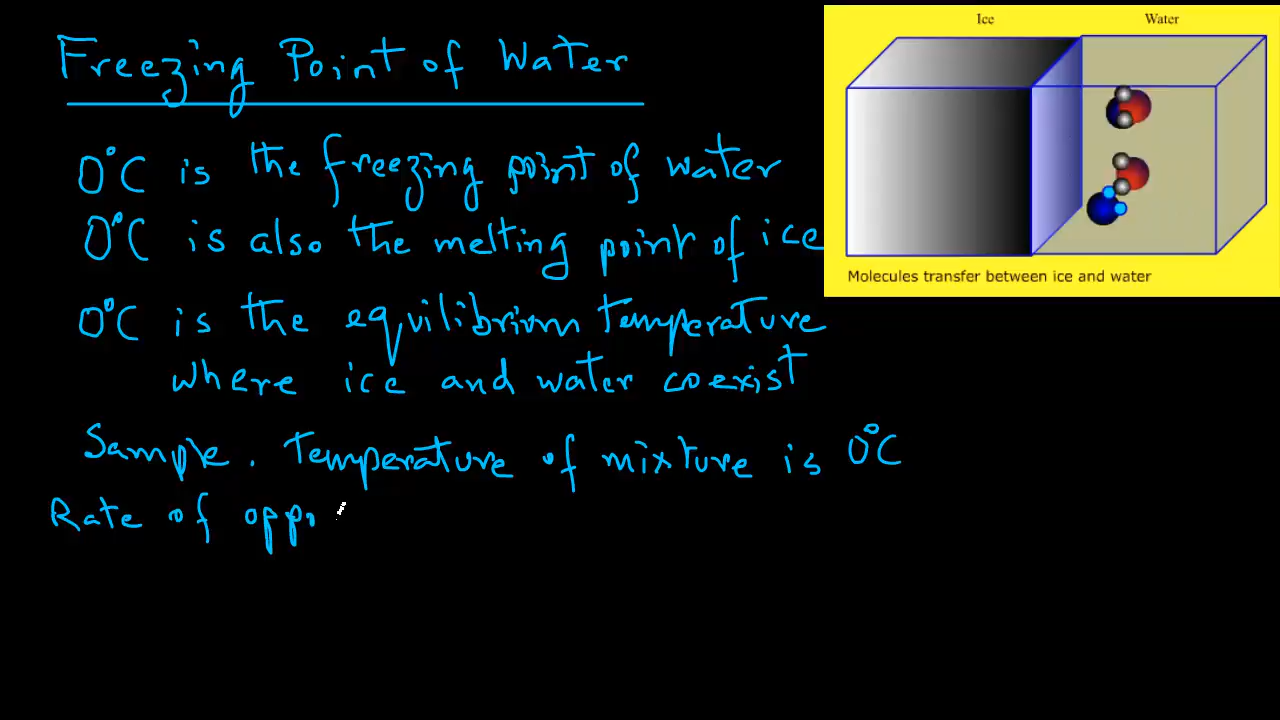 Freezing Point of Water
0°C is the freezing point of water
0°C is also the melting point of ice
0°C is the equilibrium temperature
where ice and water coexist
Sample. Temperature of mixture is 0°C
Rate of oppo
Ice Water
Molecules transfer between ice and water